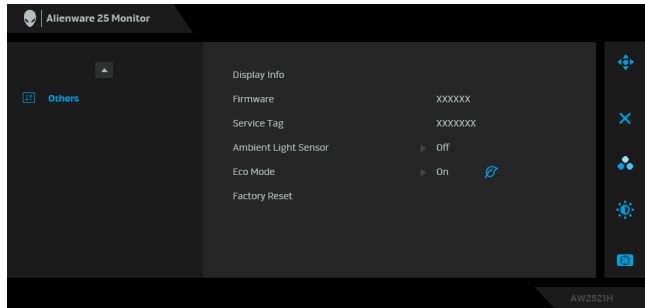 Alienware 25 Monitor
Others
Display Info
Firmware XXXXXX
Service Tag XXXXXXX
Ambient Light Sensor Off
Eco Mode On
Factory Reset
AW2521H